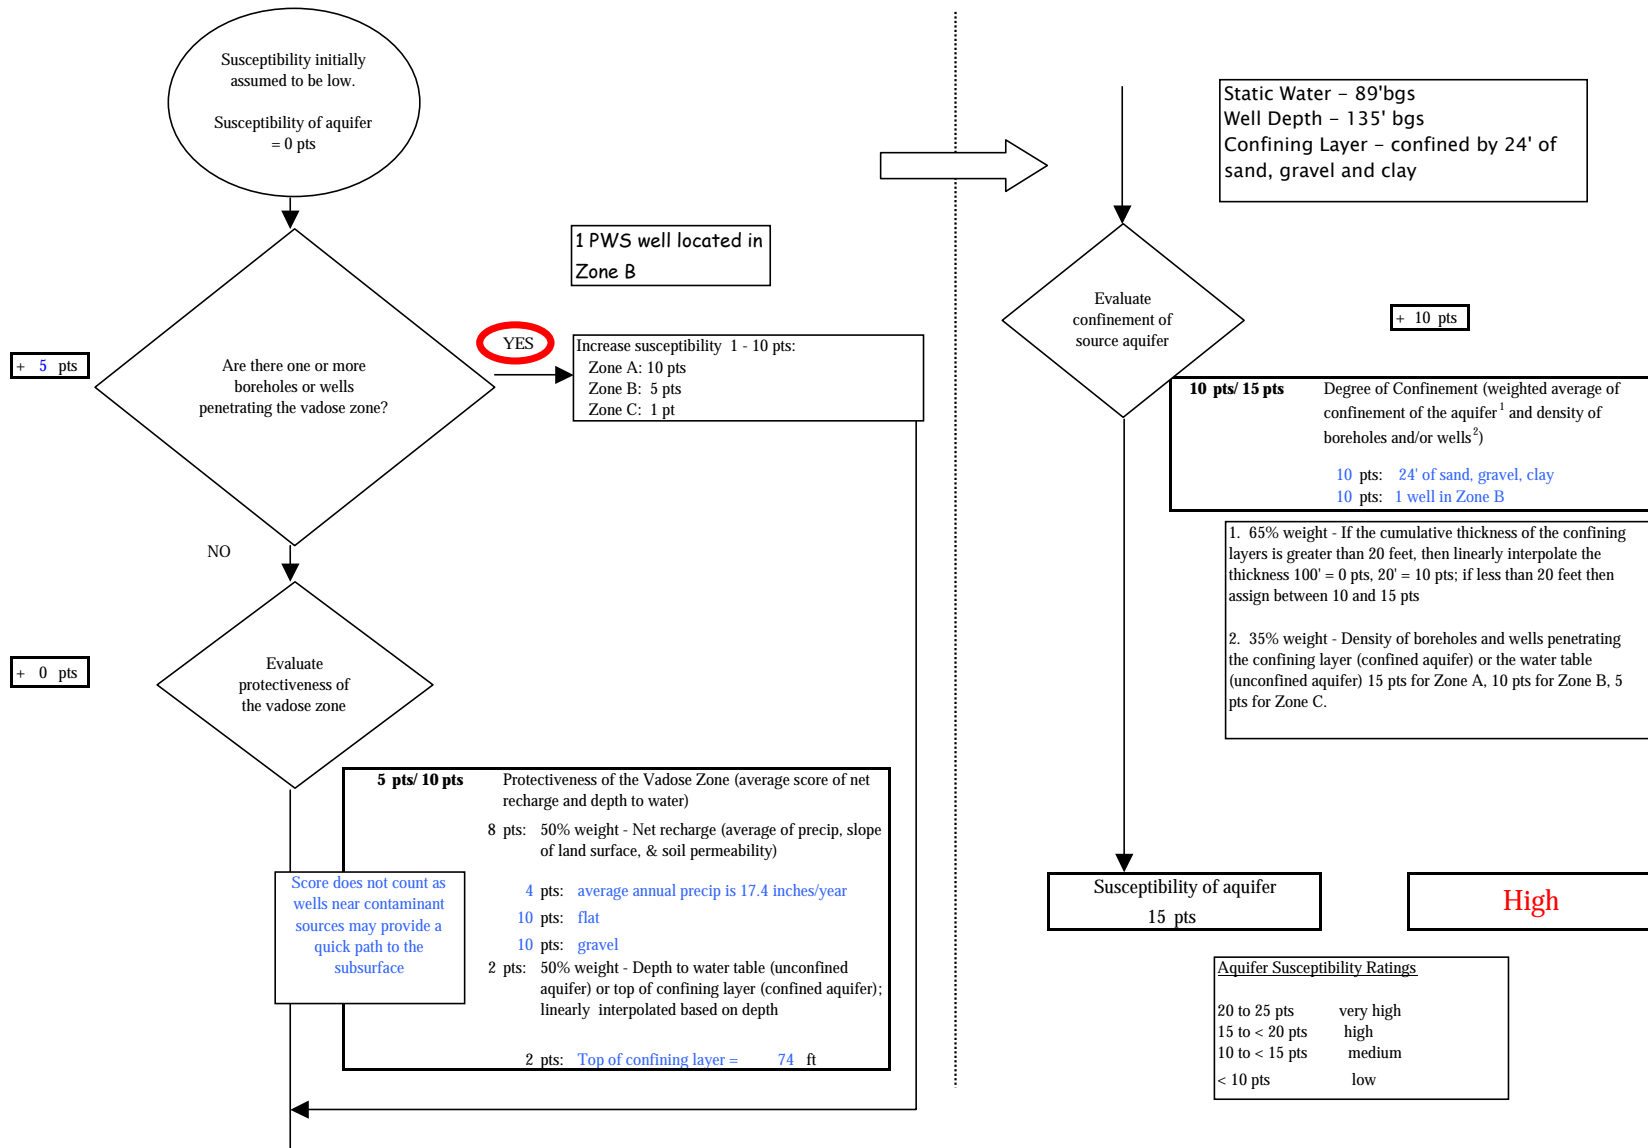 Susceptibility initially
assumed to be low.
Susceptibility of aquifer
= 0 pts
1 PWS well located in
Zone B
+ 5 pts
Are there one or more
boreholes or wells
penetrating the vadose zone?
YES
Increase susceptibility 1 - 10 pts:
Zone A: 10 pts
Zone B: 5 pts
Zone C: 1 pt
NO
+ 0 pts
Evaluate
protectiveness of
the vadose zone
5 pts/ 10 pts Protectiveness of the Vadose Zone (average score of net
recharge and depth to water)
8 pts: 50% weight - Net recharge (average of precip, slope
of land surface, & soil permeability)
4 pts: average annual precip is 17.4 inches/year
10 pts: flat
10 pts: gravel
2 pts: 50% weight - Depth to water table (unconfined
aquifer) or top of confining layer (confined aquifer);
linearly interpolated based on depth
2 pts: Top of confining layer = 74 ft
Score does not count as
wells near contaminant
sources may provide a
quick path to the
subsurface
Static Water – 89'bgs
Well Depth – 135' bgs
Confining Layer – confined by 24' of
sand, gravel and clay
Evaluate
confinement of
source aquifer
+ 10 pts
10 pts/ 15 pts Degree of Confinement (weighted average of
confinement of the aquifer1 and density of
boreholes and/or wells2)
10 pts: 24' of sand, gravel, clay
10 pts: 1 well in Zone B
1. 65% weight - If the cumulative thickness of the confining
layers is greater than 20 feet, then linearly interpolate the
thickness 100' = 0 pts, 20' = 10 pts; if less than 20 feet then
assign between 10 and 15 pts
2. 35% weight - Density of boreholes and wells penetrating
the confining layer (confined aquifer) or the water table
(unconfined aquifer) 15 pts for Zone A, 10 pts for Zone B, 5
pts for Zone C.
Susceptibility of aquifer
15 pts
High
Aquifer Susceptibility Ratings
20 to 25 pts very high
15 to < 20 pts high
10 to < 15 pts medium
< 10 pts low